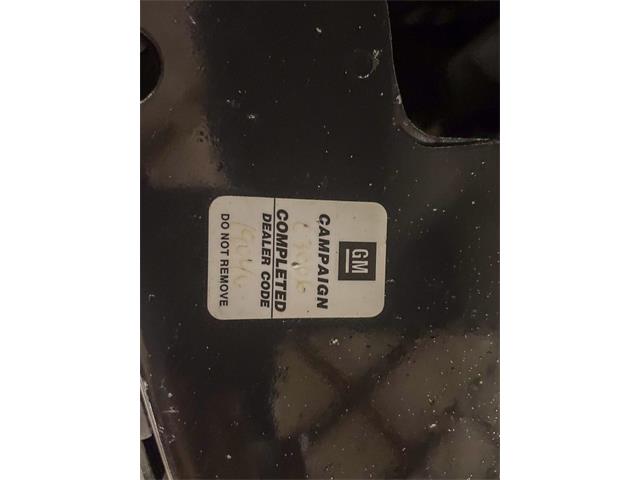 GM
CAMPAIGN
COMPLETED
DEALER CODE
DO NOT REMOVE